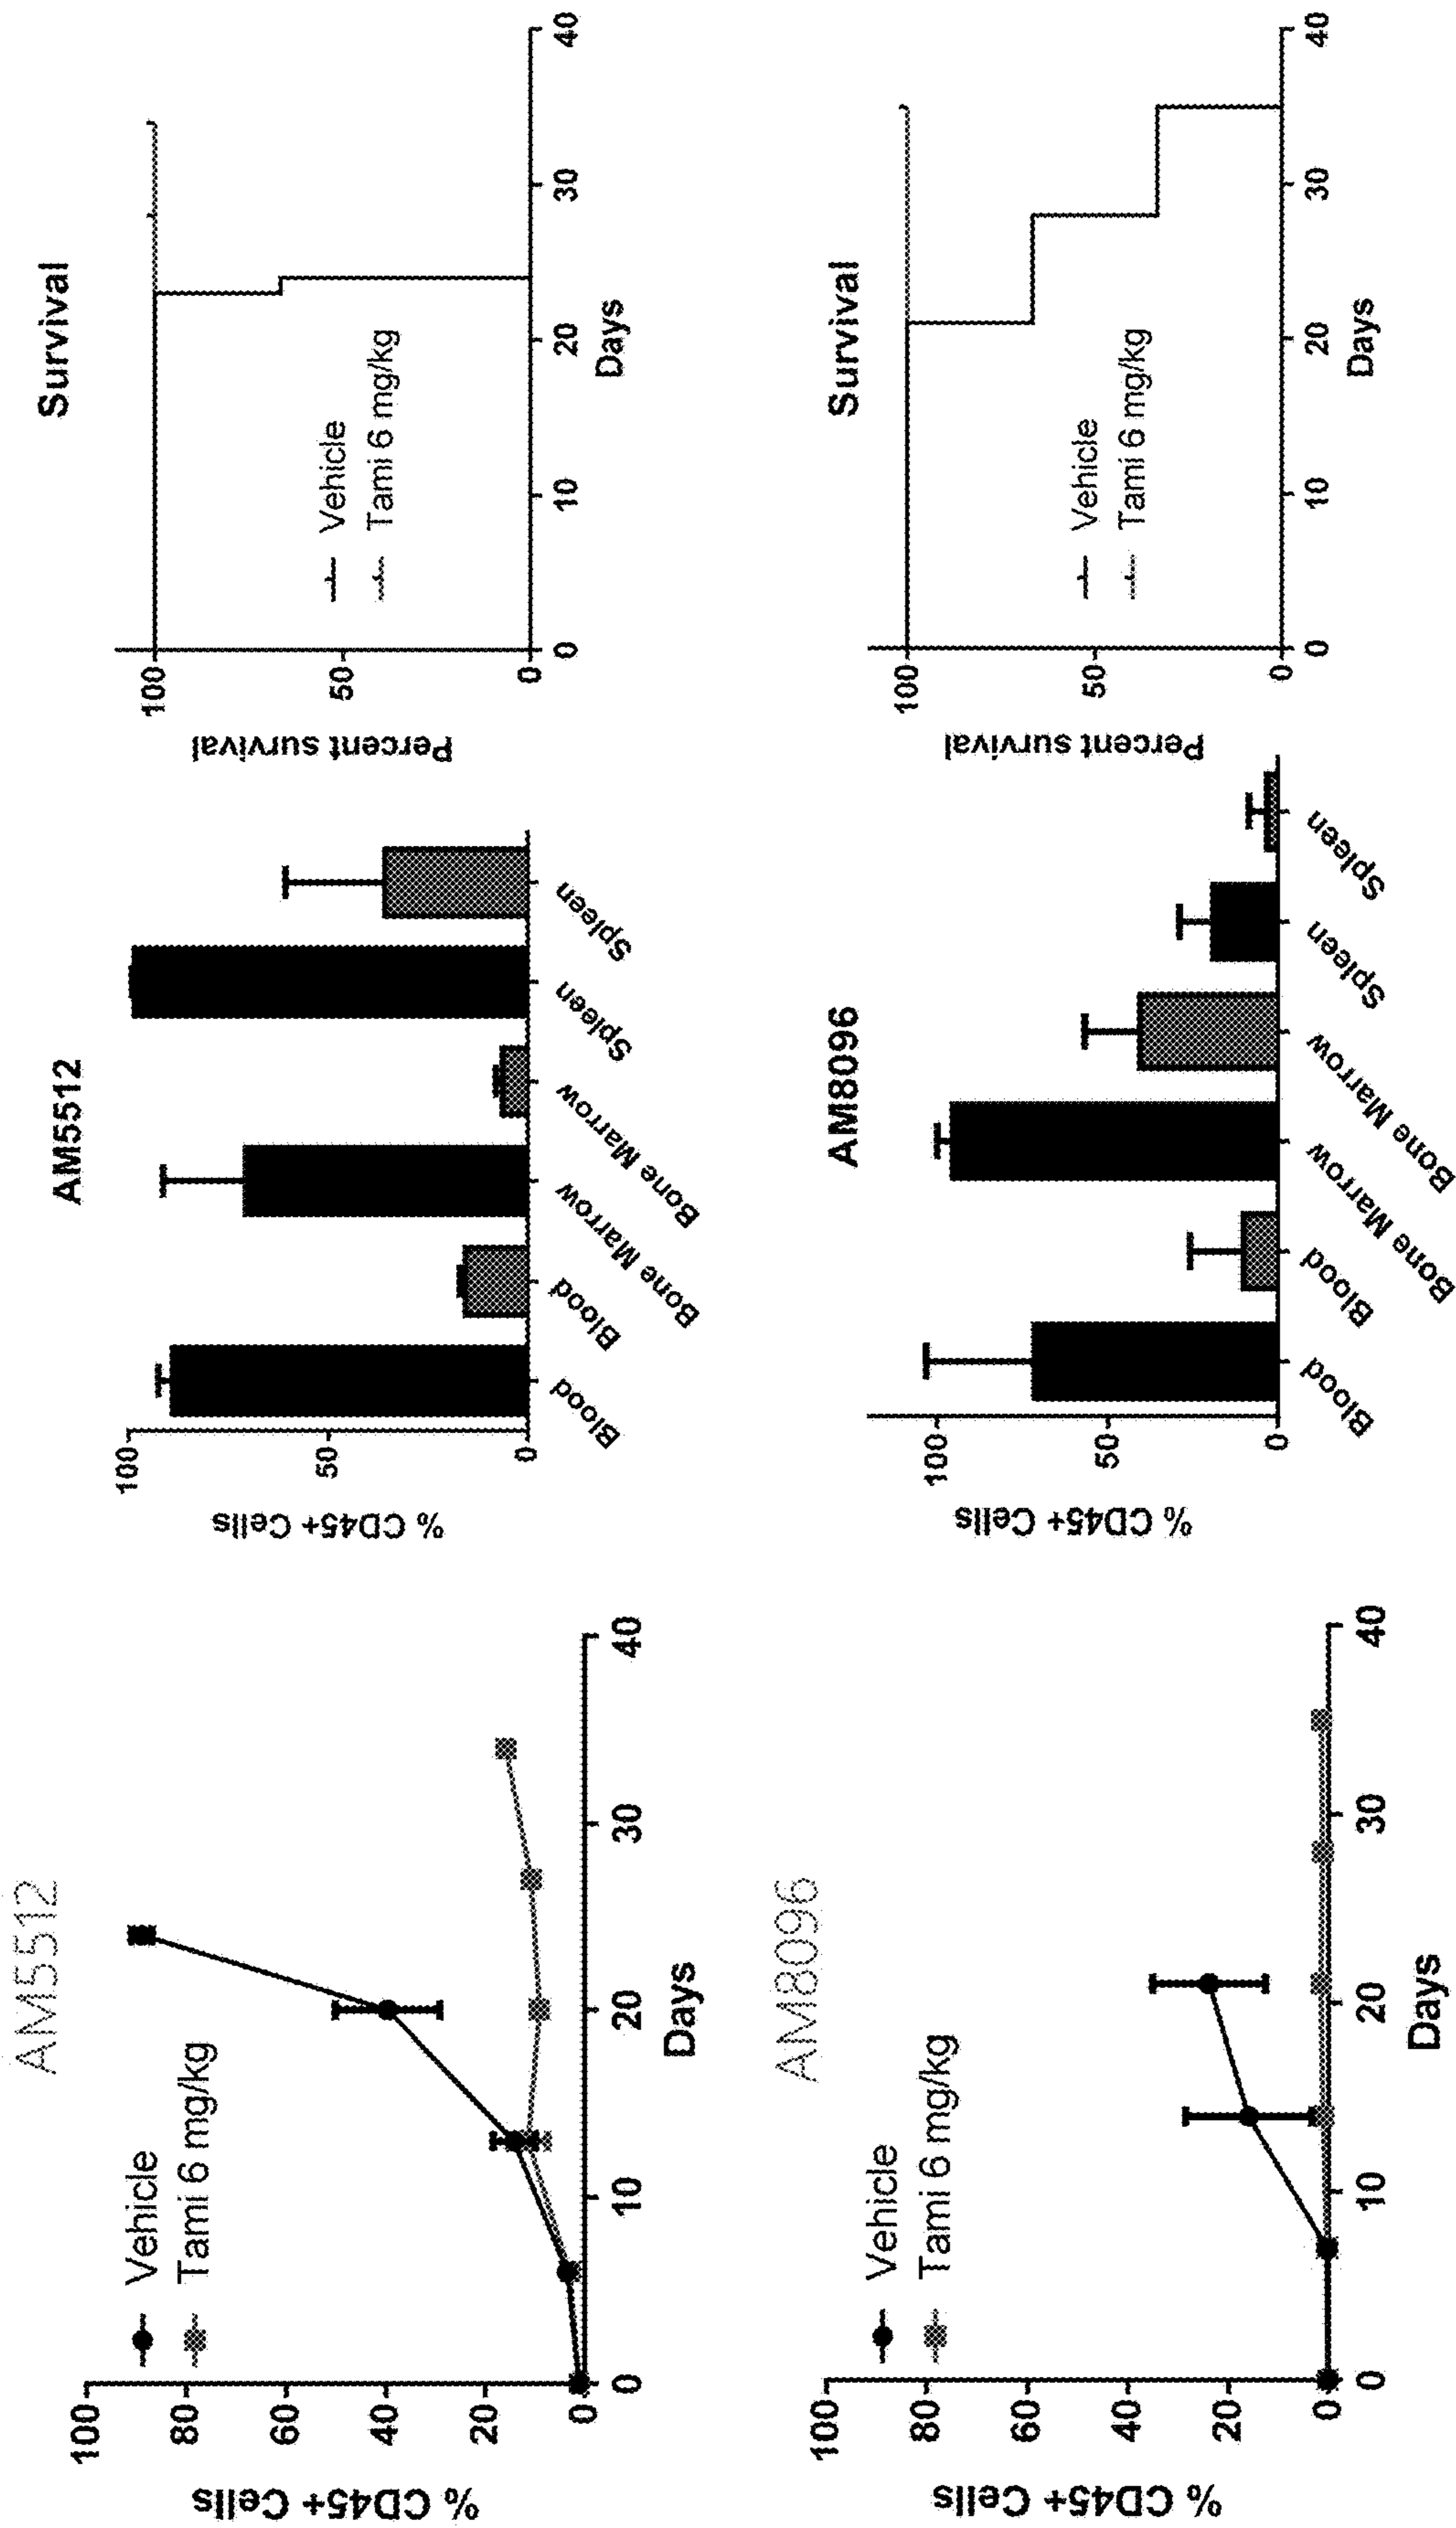 AM5512
Vehicle
Tami 6 mg/kg
% CD45+ Cells
100
80
60
40
20
0
0 10 20 30 40
Days
AM5512
% CD45+ Cells
100
50
0
Blood
Blood
Bone Marrow
Bone Marrow
Spleen
Spleen
Survival
Percent survival
100
50
0
Vehicle
Tami 6 mg/kg
0 10 20 30 40
Days
AM8096
Vehicle
Tami 6 mg/kg
% CD45+ Cells
100
80
60
40
20
0
0 10 20 30 40
Days
AM8096
% CD45+ Cells
100
50
0
Blood
Blood
Bone Marrow
Bone Marrow
Spleen
Spleen
Survival
Percent survival
100
50
0
Vehicle
Tami 6 mg/kg
0 10 20 30 40
Days